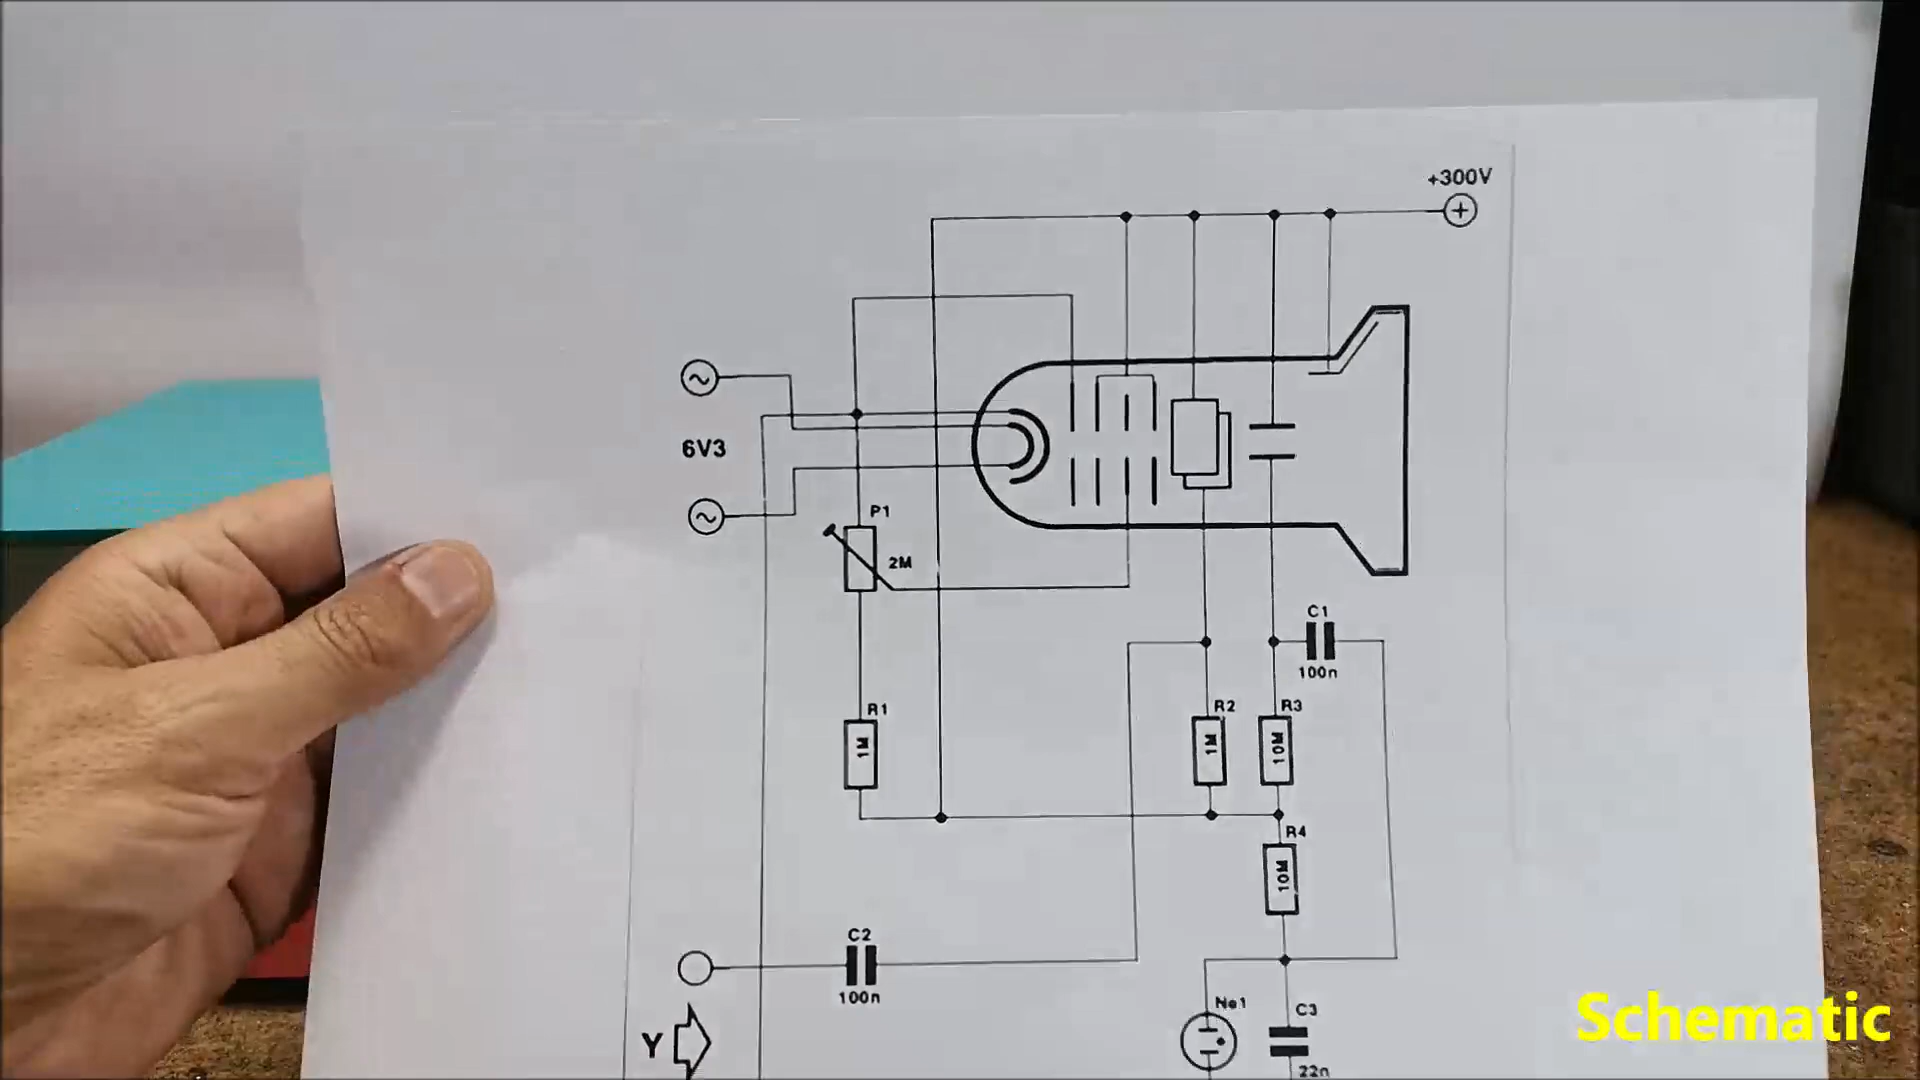 +300V
6V3
P1
2M
C1
100n
R1
1M
R2
1M
R3
10M
R4
10M
C2
100n
Y
Ne1
C3
22n
Schematic